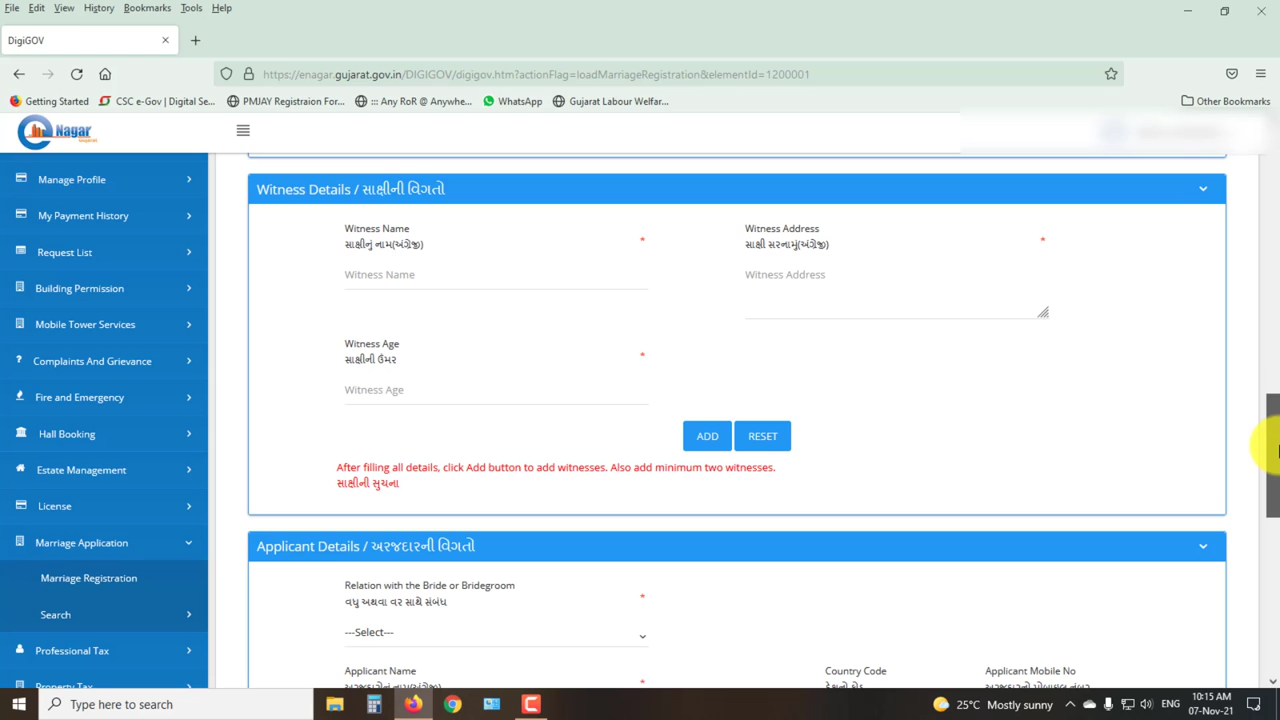 File Edit View History Bookmarks Tools Help
DigiGOV
https://enagar.gujarat.gov.in/DIGIGOV/digigov.htm?actionFlag=loadMarriageRegistration&elementId=1200001
Getting Started CSC e-Gov | Digital Se... PMJAY Registraion For... ::: Any RoR @ Anywhe... WhatsApp Gujarat Labour Welfar... Other Bookmarks
Nagar
Manage Profile
My Payment History
Request List
Building Permission
Mobile Tower Services
Complaints And Grievance
Fire and Emergency
Hall Booking
Estate Management
License
Marriage Application
Marriage Registration
Search
Professional Tax
Property Tax
Witness Details / સાક્ષીની વિગતો
Witness Name
સાક્ષીનું નામ(અંગ્રેજી)
*
Witness Name
Witness Address
સાક્ષી સરનામું(અંગ્રેજી)
*
Witness Address
Witness Age
સાક્ષીની ઉંમર
*
Witness Age
ADD RESET
After filling all details, click Add button to add witnesses. Also add minimum two witnesses.
સાક્ષીની સુચના
Applicant Details / અરજદારની વિગતો
Relation with the Bride or Bridegroom
વધુ અથવા વર સાથે સંબંધ
*
---Select---
Applicant Name
અરજદારનું નામ(અંગ્રેજી)
*
Country Code
દેશનો કોડ
Applicant Mobile No
અરજદારનો મોબાઇલ નંબર
Type here to search
25°C Mostly sunny
ENG
10:15 AM
07-Nov-21